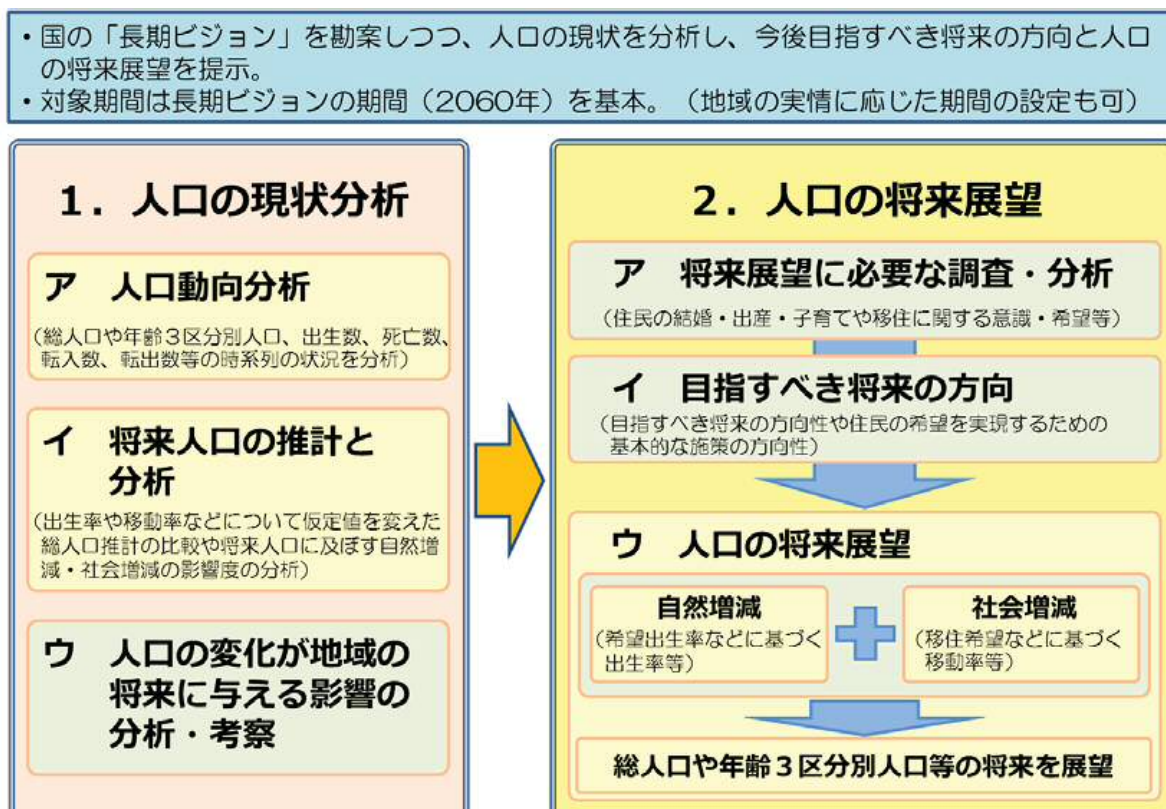 ・国の「長期ビジョン」を勘案しつつ、人口の現状を分析し、今後目指すべき将来の方向と人口
の将来展望を提示。
・対象期間は長期ビジョンの期間（2060年）を基本。（地域の実情に応じた期間の設定も可）
１．人口の現状分析
ア　人口動向分析
（総人口や年齢３区分別人口、出生数、死亡数、
転入数、転出数等の時系列の状況を分析）
イ　将来人口の推計と
分析
（出生率や移動率などについて仮定値を変えた
総人口推計の比較や将来人口に及ぼす自然増
減・社会増減の影響度の分析）
ウ　人口の変化が地域の
将来に与える影響の
分析・考察
２．人口の将来展望
ア　将来展望に必要な調査・分析
（住民の結婚・出産・子育てや移住に関する意識・希望等）
イ　目指すべき将来の方向
（目指すべき将来の方向性や住民の希望を実現するための
基本的な施策の方向性）
ウ　人口の将来展望
自然増減
（希望出生率などに基づく
出生率等）
社会増減
（移住希望などに基づく
移動率等）
総人口や年齢３区分別人口等の将来を展望